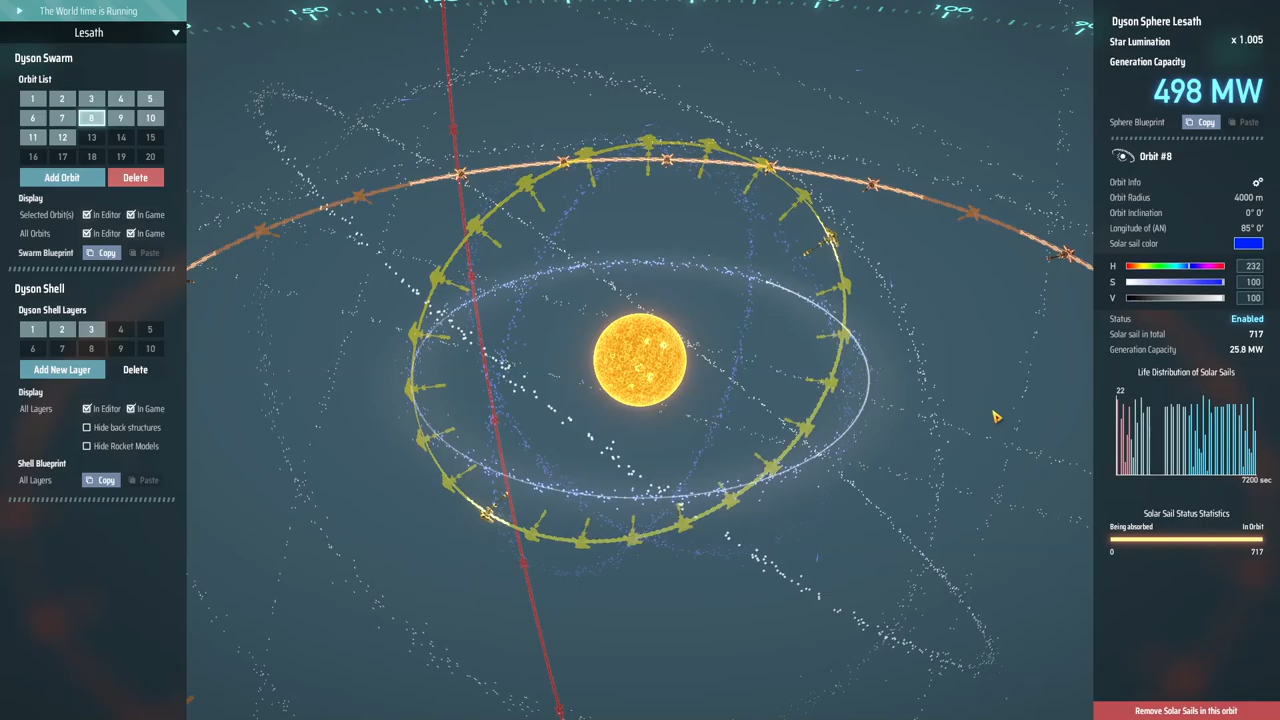 The World time is Running
Lesath
Dyson Swarm
Orbit List
1 2 3 4 5
6 7 8 9 10
11 12 13 14 15
16 17 18 19 20
Add Orbit Delete
Display
Selected Orbit(s) In Editor In Game
All Orbits In Editor In Game
Swarm Blueprint Copy Paste
Dyson Shell
Dyson Shell Layers
1 2 3 4 5
6 7 8 9 10
Add New Layer Delete
Display
All Layers In Editor In Game
Hide back structures
Hide Rocket Models
Shell Blueprint
All Layers Copy Paste
150
100
Dyson Sphere Lesath
Star Lumination x 1.005
Generation Capacity
498 MW
Sphere Blueprint Copy Paste
Orbit #8
Orbit Info
Orbit Radius 4000 m
Orbit Inclination 0° 0'
Longitude of (AN) 85° 0'
Solar sail color
H 232
S 100
V 100
Status Enabled
Solar sail in total 717
Generation Capacity 25.8 MW
Life Distribution of Solar Sails
22
7200 sec
Solar Sail Status Statistics
Being absorbed In Orbit
0 717
Remove Solar Sails in this orbit